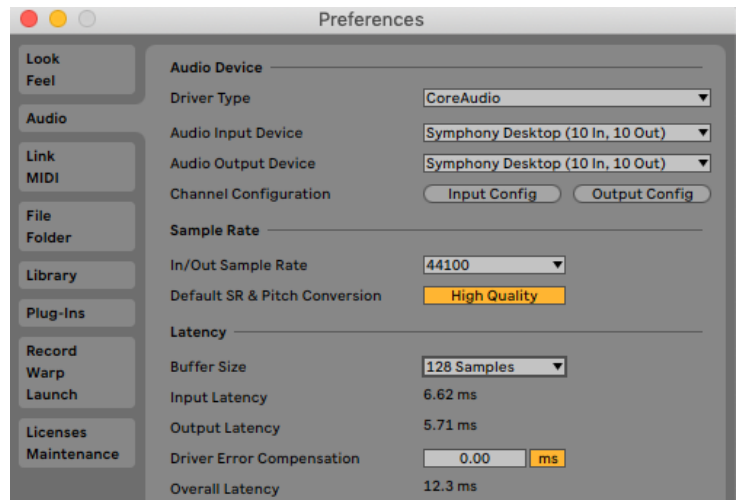 Preferences
Look
Feel
Audio
Link
MIDI
File
Folder
Library
Plug-Ins
Record
Warp
Launch
Licenses
Maintenance
Audio Device
Driver Type CoreAudio
Audio Input Device Symphony Desktop (10 In, 10 Out)
Audio Output Device Symphony Desktop (10 In, 10 Out)
Channel Configuration Input Config Output Config
Sample Rate
In/Out Sample Rate 44100
Default SR & Pitch Conversion High Quality
Latency
Buffer Size 128 Samples
Input Latency 6.62 ms
Output Latency 5.71 ms
Driver Error Compensation 0.00 ms
Overall Latency 12.3 ms